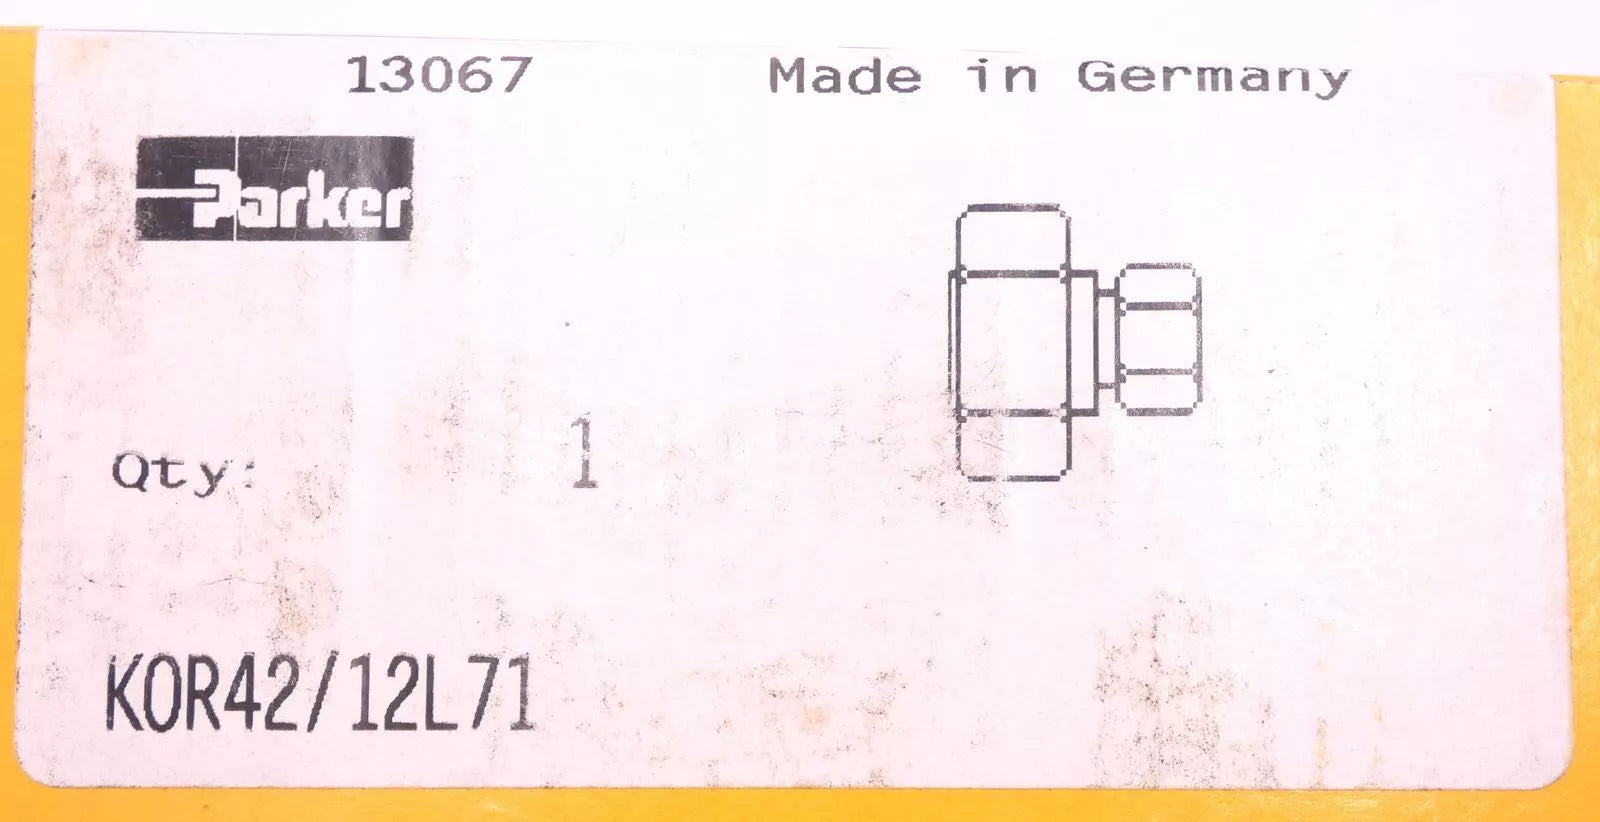 13067 Made in Germany
Parker
Qty: 1
KOR42/12L71